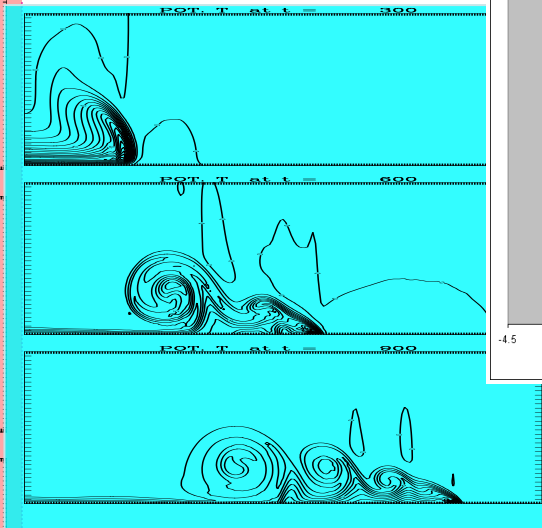 POT. T at t = 300
POT. T at t = 600
-4.5
POT. T at t = 900